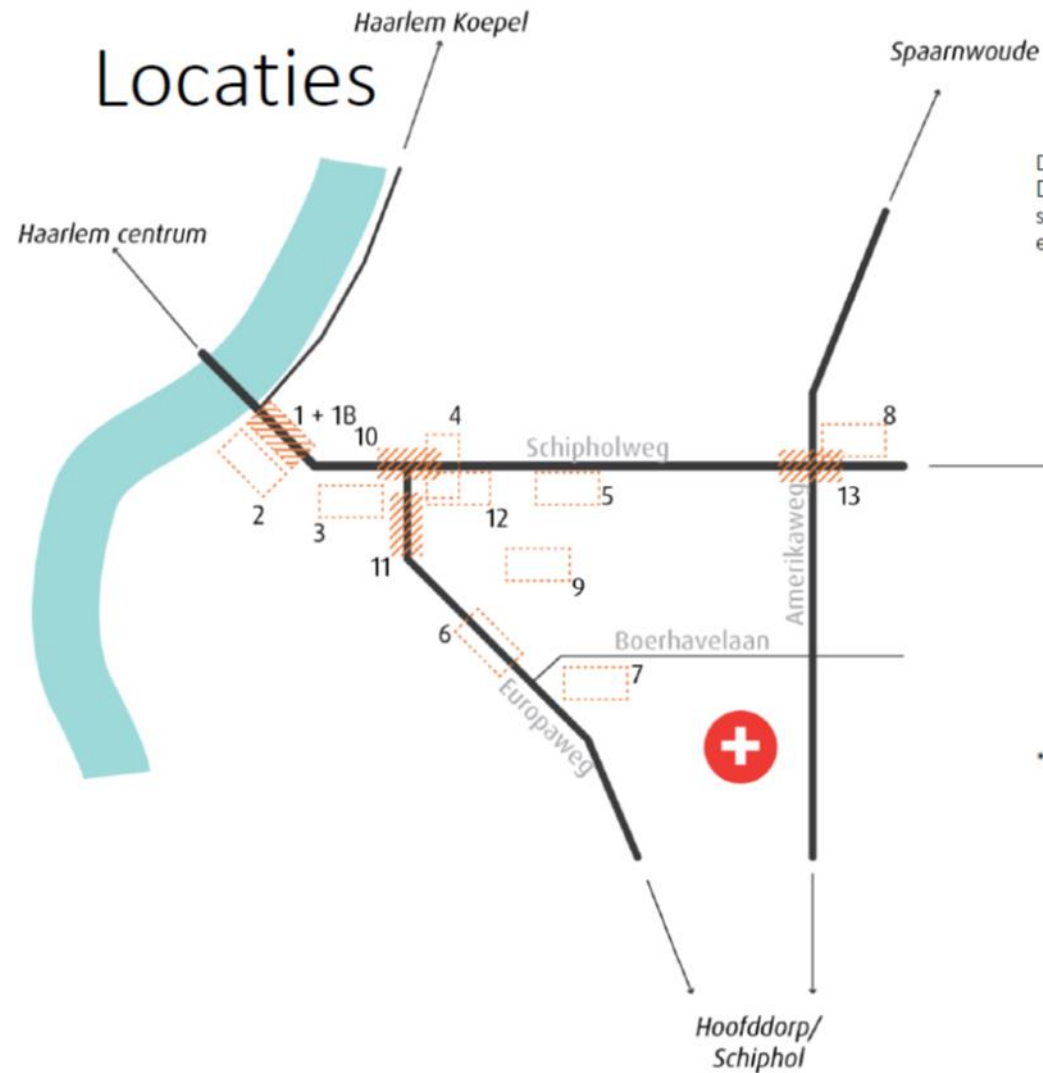 Haarlem Koepel
Locaties
Spaarnwoude
Haarlem centrum
1 + 1B
10
4
Schipholweg
8
2
3
12
5
13
11
9
Amerikaweg
6
Boerhavelaan
7
Europaweg
Hoofddorp/
Schiphol